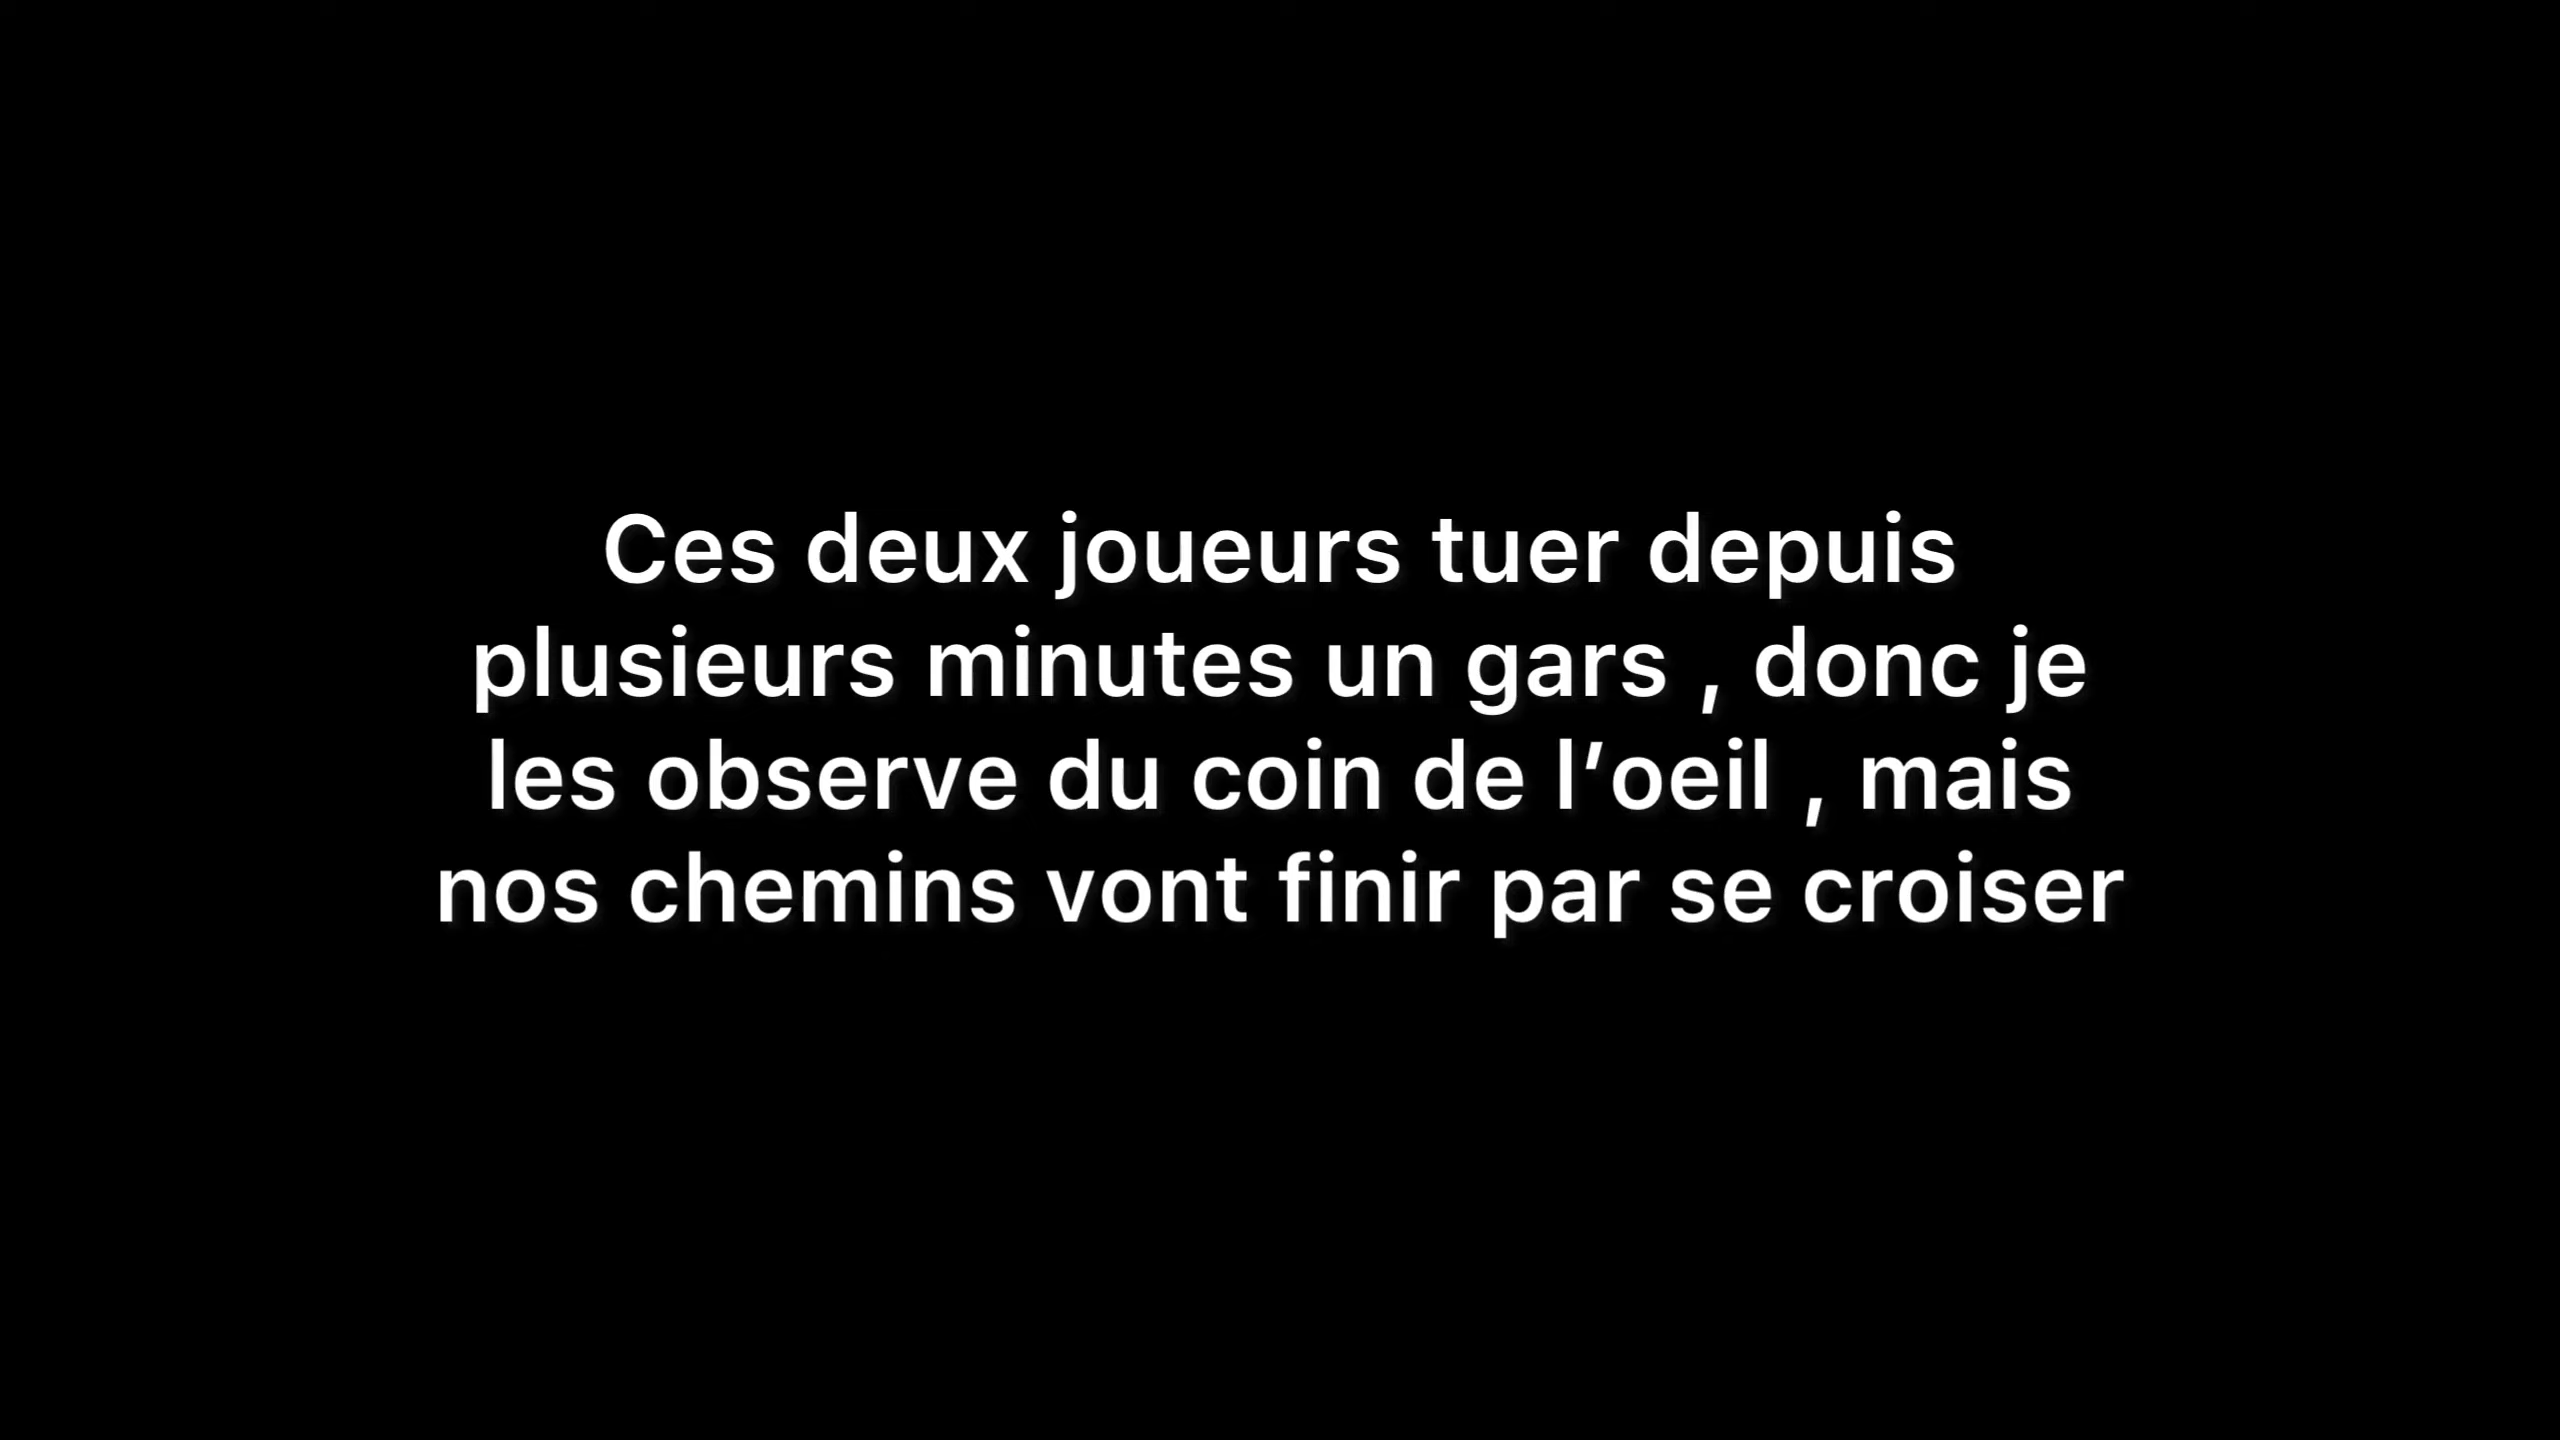 Ces deux joueurs tuer depuis
plusieurs minutes un gars , donc je
les observe du coin de l’oeil , mais
nos chemins vont finir par se croiser